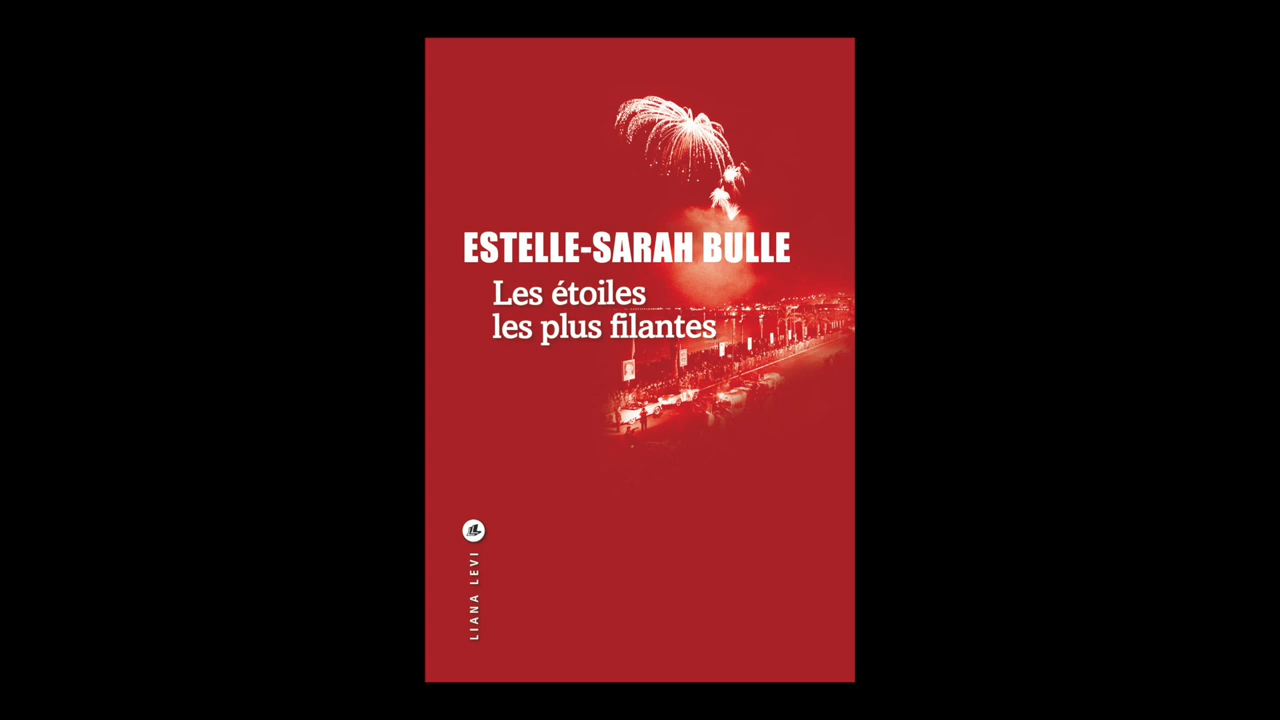 ESTELLE-SARAH BULLE
Les étoiles
les plus filantes
LIANA LEVI